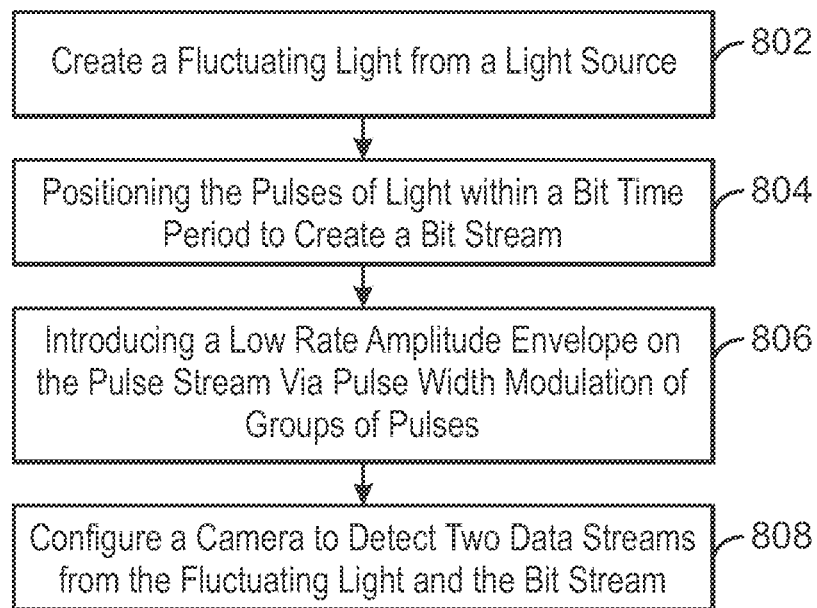 Create a Fluctuating Light from a Light Source
802
Positioning the Pulses of Light within a Bit Time
Period to Create a Bit Stream
804
Introducing a Low Rate Amplitude Envelope on
the Pulse Stream Via Pulse Width Modulation of
Groups of Pulses
806
Configure a Camera to Detect Two Data Streams
from the Fluctuating Light and the Bit Stream
808